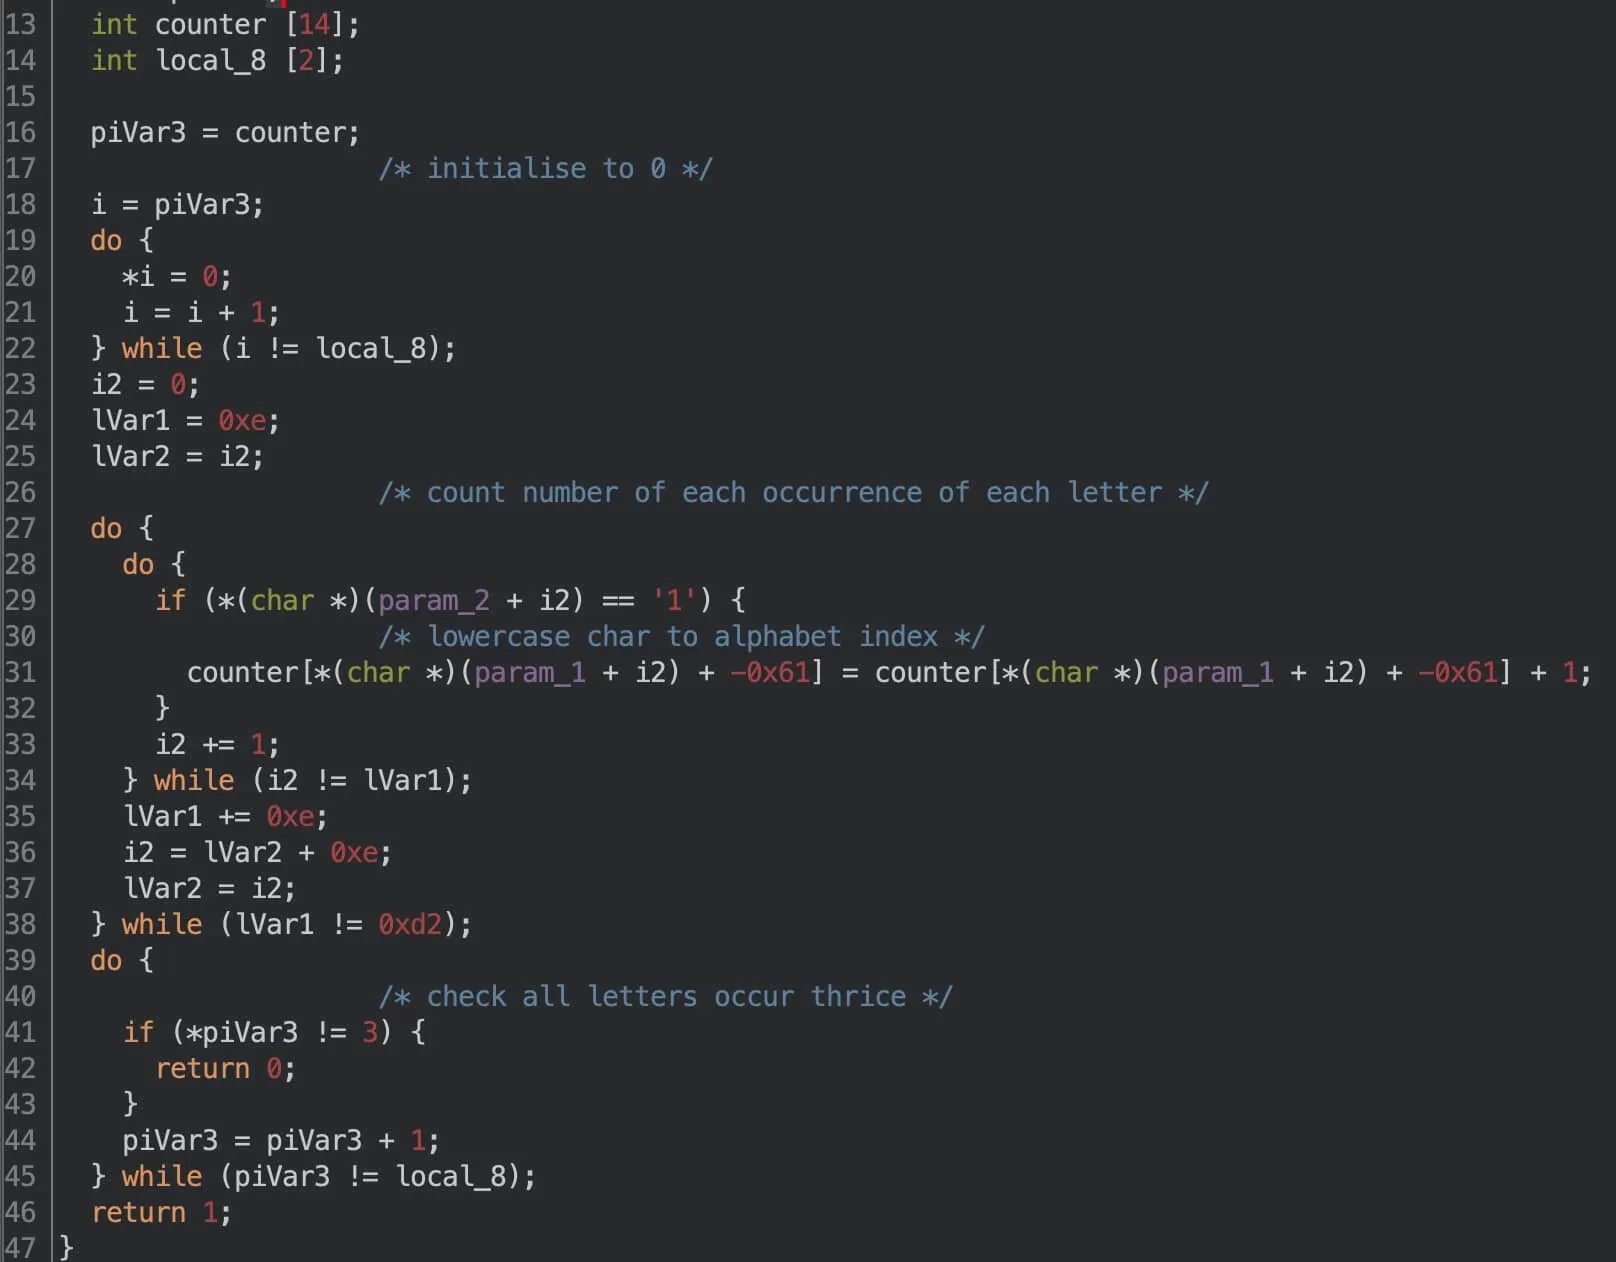 13 int counter [14];
14 int local_8 [2];
15
16 piVar3 = counter;
17 /* initialise to 0 */
18 i = piVar3;
19 do {
20 *i = 0;
21 i = i + 1;
22 } while (i != local_8);
23 i2 = 0;
24 lVar1 = 0xe;
25 lVar2 = i2;
26 /* count number of each occurrence of each letter */
27 do {
28 do {
29 if (*(char *)(param_2 + i2) == '1') {
30 /* lowercase char to alphabet index */
31 counter[*(char *)(param_1 + i2) + -0x61] = counter[*(char *)(param_1 + i2) + -0x61] + 1;
32 }
33 i2 += 1;
34 } while (i2 != lVar1);
35 lVar1 += 0xe;
36 i2 = lVar2 + 0xe;
37 lVar2 = i2;
38 } while (lVar1 != 0xd2);
39 do {
40 /* check all letters occur thrice */
41 if (*piVar3 != 3) {
42 return 0;
43 }
44 piVar3 = piVar3 + 1;
45 } while (piVar3 != local_8);
46 return 1;
47 }